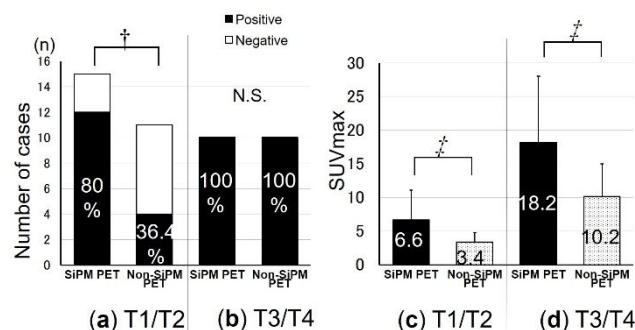 Positive
Negative
(n)
†
Number of cases
16
14
12
10
8
6
4
2
0
80
%
36.4
%
N.S.
100
%
100
%
SiPM PET
Non-SiPM
PET
SiPM PET
Non-SiPM
PET
(a) T1/T2
(b) T3/T4
SUVmax
30
25
20
15
10
5
0
‡
‡
6.6
3.4
18.2
10.2
SiPM PET
Non-SiPM
PET
SiPM PET
Non-SiPM
PET
(c) T1/T2
(d) T3/T4